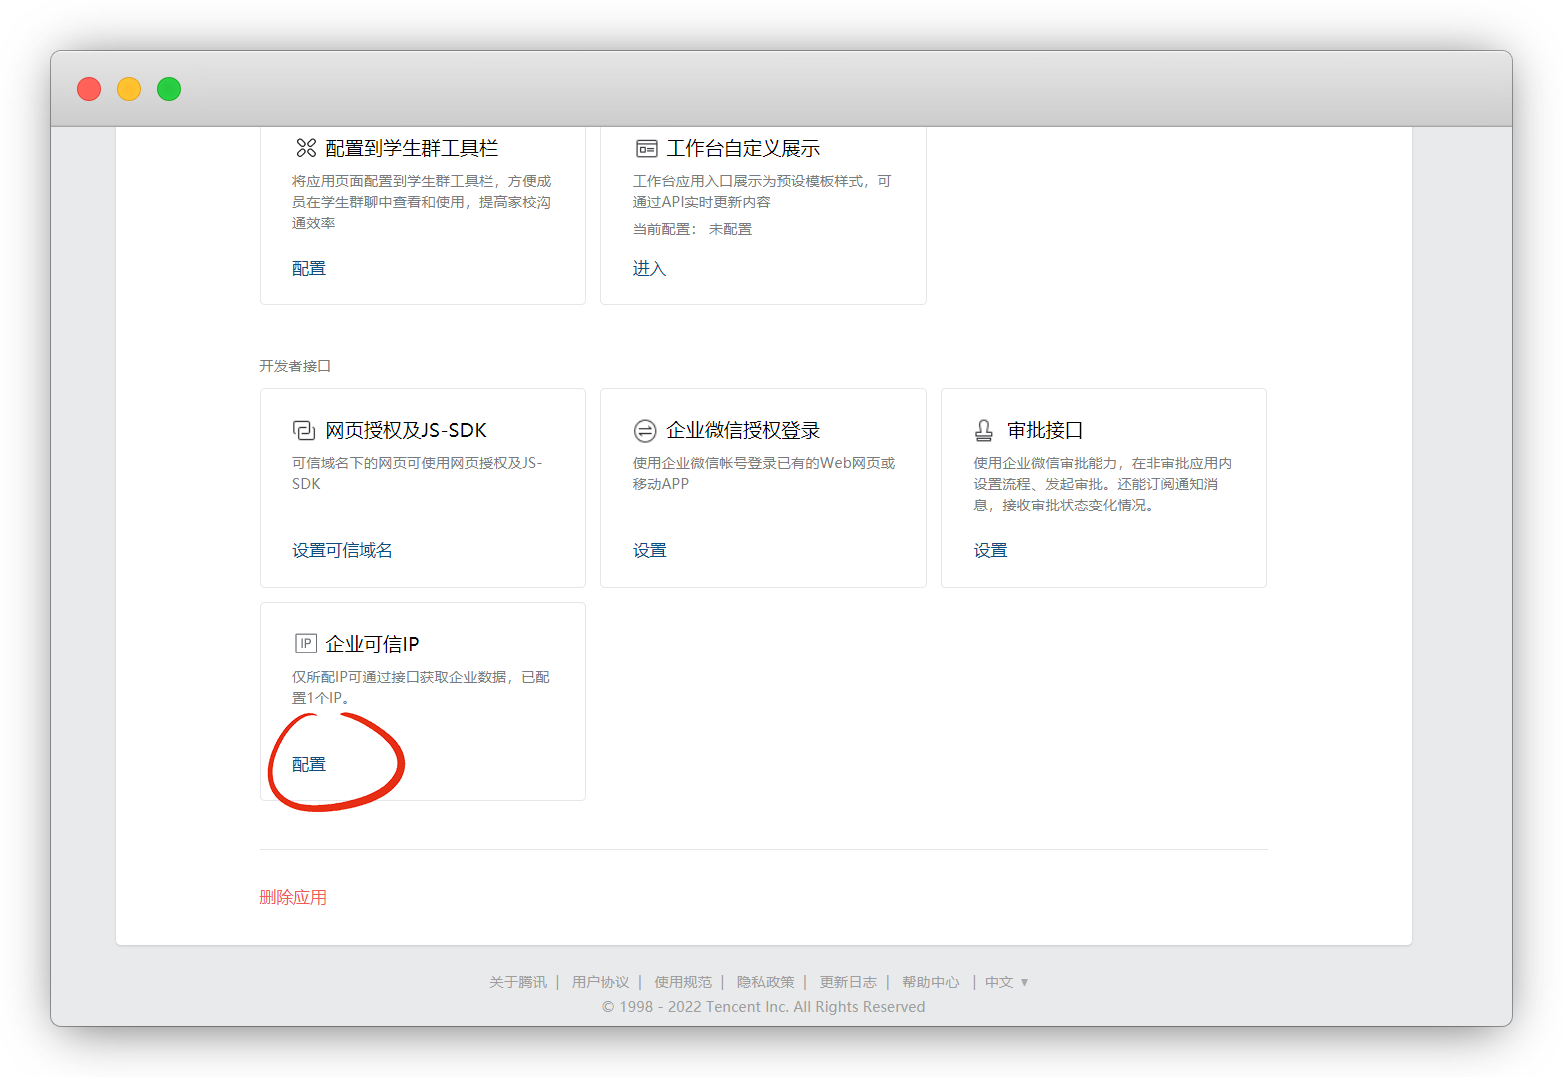 配置到学生群工具栏
将应用页面配置到学生群工具栏，方便成
员在学生群聊中查看和使用，提高家校沟
通效率
配置
工作台自定义展示
工作台应用入口展示为预设模板样式，可
通过API实时更新内容
当前配置： 未配置
进入
开发者接口
网页授权及JS-SDK
可信域名下的网页可使用网页授权及JS-
SDK
设置可信域名
企业微信授权登录
使用企业微信帐号登录已有的Web网页或
移动APP
设置
审批接口
使用企业微信审批能力，在非审批应用内
设置流程、发起审批。还能订阅通知消
息，接收审批状态变化情况。
设置
IP 企业可信IP
仅所配IP可通过接口获取企业数据，已配
置1个IP。
配置
删除应用
关于腾讯 | 用户协议 | 使用规范 | 隐私政策 | 更新日志 | 帮助中心 | 中文 ▼
© 1998 - 2022 Tencent Inc. All Rights Reserved